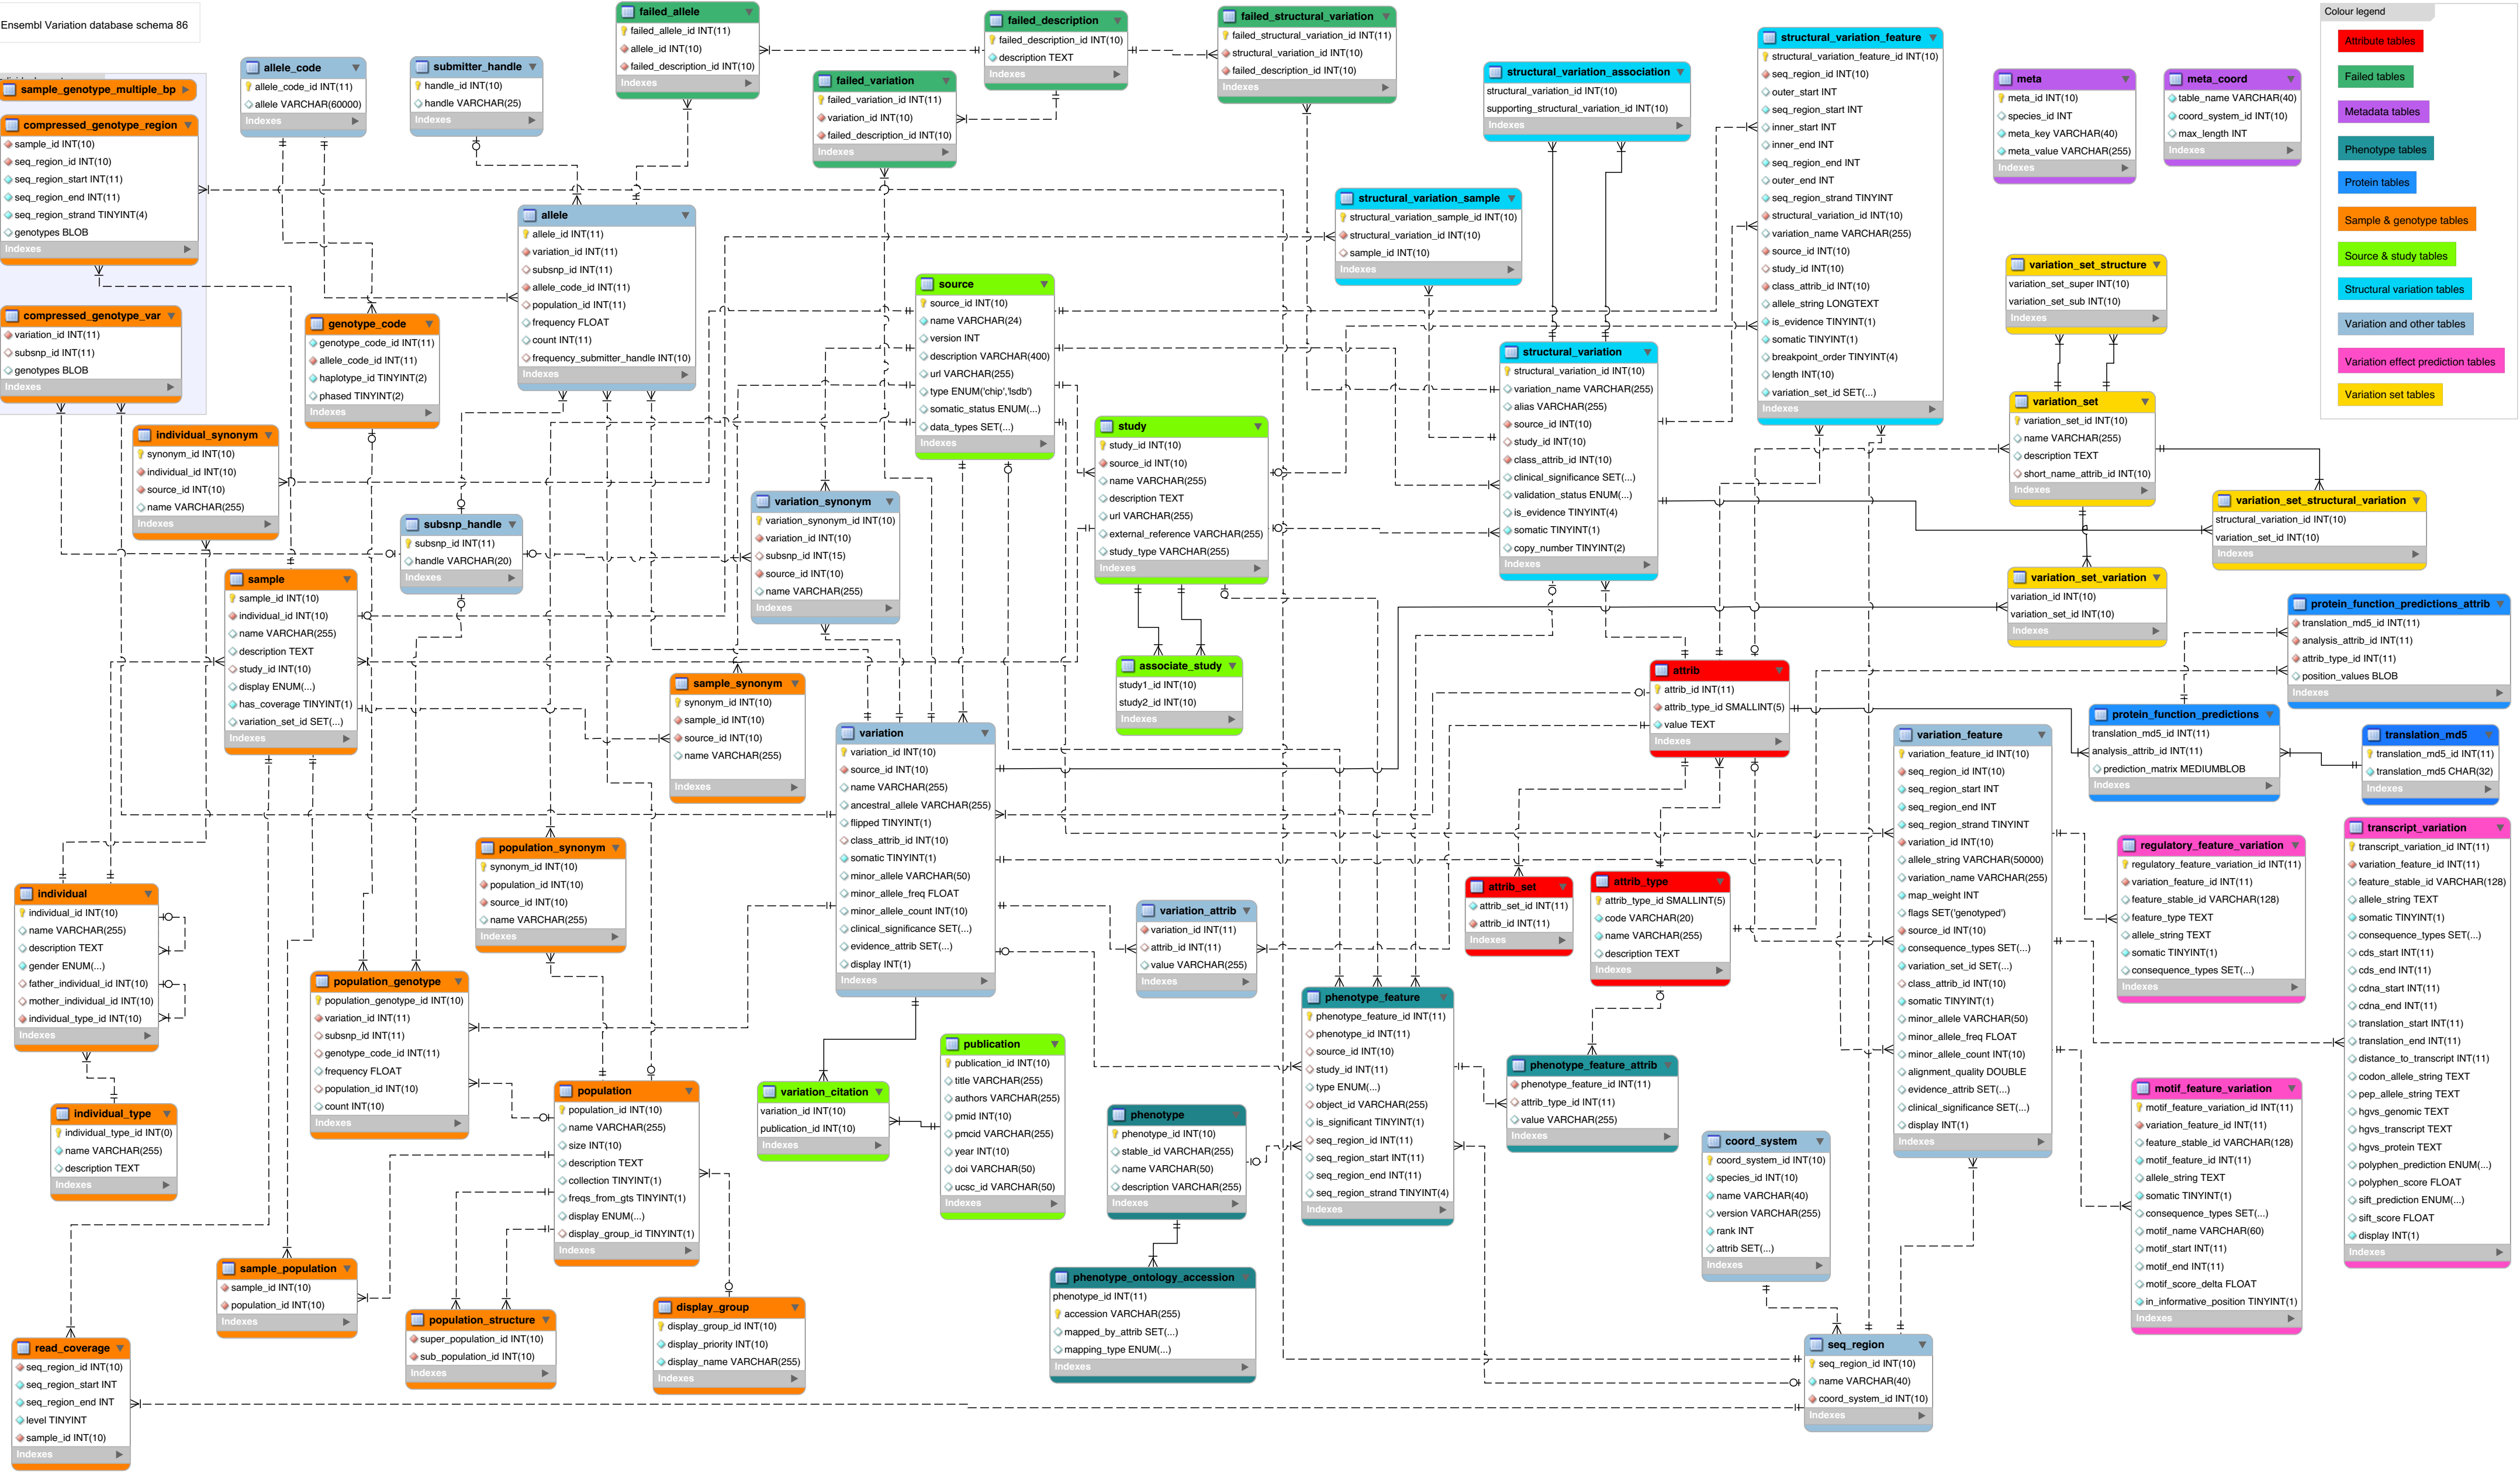 Ensembl Variation database schema 86
Colour legend
Attribute tables
Failed tables
Metadata tables
Phenotype tables
Protein tables
Sample & genotype tables
Source & study tables
Structural variation tables
Variation and other tables
Variation effect prediction tables
Variation set tables
failed_allele
failed_allele_id INT(11)
allele_id INT(10)
failed_description_id INT(10)
Indexes
failed_description
failed_description_id INT(10)
description TEXT
Indexes
failed_structural_variation
failed_structural_variation_id INT(11)
structural_variation_id INT(10)
failed_description_id INT(10)
Indexes
failed_variation
failed_variation_id INT(11)
variation_id INT(10)
failed_description_id INT(10)
Indexes
allele_code
allele_code_id INT(11)
allele VARCHAR(60000)
Indexes
submitter_handle
handle_id INT(10)
handle VARCHAR(25)
Indexes
sample_genotype_multiple_bp
compressed_genotype_region
sample_id INT(10)
seq_region_id INT(10)
seq_region_start INT(11)
seq_region_end INT(11)
seq_region_strand TINYINT(4)
genotypes BLOB
Indexes
compressed_genotype_var
variation_id INT(11)
subsnp_id INT(11)
genotypes BLOB
Indexes
genotype_code
genotype_code_id INT(11)
allele_code_id INT(11)
haplotype_id TINYINT(2)
phased TINYINT(2)
Indexes
allele
allele_id INT(11)
variation_id INT(11)
subsnp_id INT(11)
allele_code_id INT(11)
population_id INT(11)
frequency FLOAT
count INT(11)
frequency_submitter_handle INT(10)
Indexes
structural_variation_association
structural_variation_id INT(10)
supporting_structural_variation_id INT(10)
Indexes
structural_variation_sample
structural_variation_sample_id INT(10)
structural_variation_id INT(10)
sample_id INT(10)
Indexes
structural_variation_feature
structural_variation_feature_id INT(10)
seq_region_id INT(10)
outer_start INT
seq_region_start INT
inner_start INT
inner_end INT
seq_region_end INT
outer_end INT
seq_region_strand TINYINT
structural_variation_id INT(10)
variation_name VARCHAR(255)
source_id INT(10)
study_id INT(10)
class_attrib_id INT(10)
allele_string LONGTEXT
is_evidence TINYINT(1)
somatic TINYINT(1)
breakpoint_order TINYINT(4)
length INT(10)
variation_set_id SET(...)
Indexes
meta
meta_id INT(10)
species_id INT
meta_key VARCHAR(40)
meta_value VARCHAR(255)
Indexes
meta_coord
table_name VARCHAR(40)
coord_system_id INT(10)
max_length INT
Indexes
source
source_id INT(10)
name VARCHAR(24)
version INT
description VARCHAR(400)
url VARCHAR(255)
type ENUM('chip','lsdb')
somatic_status ENUM(...)
data_types SET(...)
Indexes
structural_variation
structural_variation_id INT(10)
variation_name VARCHAR(255)
alias VARCHAR(255)
source_id INT(10)
study_id INT(10)
class_attrib_id INT(10)
clinical_significance SET(...)
validation_status ENUM(...)
is_evidence TINYINT(4)
somatic TINYINT(1)
copy_number TINYINT(2)
Indexes
variation_set_structure
variation_set_super INT(10)
variation_set_sub INT(10)
Indexes
variation_set
variation_set_id INT(10)
name VARCHAR(255)
description TEXT
short_name_attrib_id INT(10)
Indexes
variation_set_structural_variation
structural_variation_id INT(10)
variation_set_id INT(10)
Indexes
variation_set_variation
variation_id INT(10)
variation_set_id INT(10)
Indexes
study
study_id INT(10)
source_id INT(10)
name VARCHAR(255)
description TEXT
url VARCHAR(255)
external_reference VARCHAR(255)
study_type VARCHAR(255)
Indexes
individual_synonym
synonym_id INT(10)
individual_id INT(10)
source_id INT(10)
name VARCHAR(255)
Indexes
subsnp_handle
subsnp_id INT(11)
handle VARCHAR(20)
Indexes
variation_synonym
variation_synonym_id INT(10)
variation_id INT(10)
subsnp_id INT(15)
source_id INT(10)
name VARCHAR(255)
Indexes
sample
sample_id INT(10)
individual_id INT(10)
name VARCHAR(255)
description TEXT
study_id INT(10)
display ENUM(...)
has_coverage TINYINT(1)
variation_set_id SET(...)
Indexes
associate_study
study1_id INT(10)
study2_id INT(10)
Indexes
sample_synonym
synonym_id INT(10)
sample_id INT(10)
source_id INT(10)
name VARCHAR(255)
Indexes
attrib
attrib_id INT(11)
attrib_type_id SMALLINT(5)
value TEXT
Indexes
protein_function_predictions_attrib
translation_md5_id INT(11)
analysis_attrib_id INT(11)
attrib_type_id INT(11)
position_values BLOB
Indexes
protein_function_predictions
translation_md5_id INT(11)
analysis_attrib_id INT(11)
prediction_matrix MEDIUMBLOB
Indexes
translation_md5
translation_md5_id INT(11)
translation_md5 CHAR(32)
Indexes
variation
variation_id INT(10)
source_id INT(10)
name VARCHAR(255)
ancestral_allele VARCHAR(255)
flipped TINYINT(1)
class_attrib_id INT(10)
somatic TINYINT(1)
minor_allele VARCHAR(50)
minor_allele_freq FLOAT
minor_allele_count INT(10)
clinical_significance SET(...)
evidence_attrib SET(...)
display INT(1)
Indexes
variation_feature
variation_feature_id INT(10)
seq_region_id INT(10)
seq_region_start INT
seq_region_end INT
seq_region_strand TINYINT
variation_id INT(10)
allele_string VARCHAR(50000)
variation_name VARCHAR(255)
map_weight INT
flags SET('genotyped')
source_id INT(10)
consequence_types SET(...)
variation_set_id SET(...)
class_attrib_id INT(10)
somatic TINYINT(1)
minor_allele VARCHAR(50)
minor_allele_freq FLOAT
minor_allele_count INT(10)
alignment_quality DOUBLE
evidence_attrib SET(...)
clinical_significance SET(...)
display INT(1)
Indexes
regulatory_feature_variation
regulatory_feature_variation_id INT(11)
variation_feature_id INT(11)
feature_stable_id VARCHAR(128)
feature_type TEXT
allele_string TEXT
somatic TINYINT(1)
consequence_types SET(...)
Indexes
transcript_variation
transcript_variation_id INT(11)
variation_feature_id INT(11)
feature_stable_id VARCHAR(128)
allele_string TEXT
somatic TINYINT(1)
consequence_types SET(...)
cds_start INT(11)
cds_end INT(11)
cdna_start INT(11)
cdna_end INT(11)
translation_start INT(11)
translation_end INT(11)
distance_to_transcript INT(11)
codon_allele_string TEXT
pep_allele_string TEXT
hgvs_genomic TEXT
hgvs_transcript TEXT
hgvs_protein TEXT
polyphen_prediction ENUM(...)
polyphen_score FLOAT
sift_prediction ENUM(...)
sift_score FLOAT
display INT(1)
Indexes
population_synonym
synonym_id INT(10)
population_id INT(10)
source_id INT(10)
name VARCHAR(255)
Indexes
individual
individual_id INT(10)
name VARCHAR(255)
description TEXT
gender ENUM(...)
father_individual_id INT(10)
mother_individual_id INT(10)
individual_type_id INT(10)
Indexes
variation_attrib
variation_id INT(11)
attrib_id INT(11)
value VARCHAR(255)
Indexes
attrib_set
attrib_set_id INT(11)
attrib_id INT(11)
Indexes
attrib_type
attrib_type_id SMALLINT(5)
code VARCHAR(20)
name VARCHAR(255)
description TEXT
Indexes
population_genotype
population_genotype_id INT(10)
variation_id INT(11)
subsnp_id INT(11)
genotype_code_id INT(11)
frequency FLOAT
population_id INT(10)
count INT(10)
Indexes
phenotype_feature
phenotype_feature_id INT(11)
phenotype_id INT(11)
source_id INT(10)
study_id INT(11)
type ENUM(...)
object_id VARCHAR(255)
is_significant TINYINT(1)
seq_region_id INT(11)
seq_region_start INT(11)
seq_region_end INT(11)
seq_region_strand TINYINT(4)
Indexes
publication
publication_id INT(10)
title VARCHAR(255)
authors VARCHAR(255)
pmid INT(10)
pmcid VARCHAR(255)
year INT(10)
doi VARCHAR(50)
ucsc_id VARCHAR(50)
Indexes
variation_citation
variation_id INT(10)
publication_id INT(10)
Indexes
phenotype_feature_attrib
phenotype_feature_id INT(11)
attrib_type_id INT(11)
value VARCHAR(255)
Indexes
motif_feature_variation
motif_feature_variation_id INT(11)
variation_feature_id INT(11)
feature_stable_id VARCHAR(128)
motif_feature_id INT(11)
allele_string TEXT
somatic TINYINT(1)
consequence_types SET(...)
motif_name VARCHAR(60)
motif_start INT(11)
motif_end INT(11)
motif_score_delta FLOAT
in_informative_position TINYINT(1)
Indexes
individual_type
individual_type_id INT(0)
name VARCHAR(255)
description TEXT
Indexes
population
population_id INT(10)
name VARCHAR(255)
size INT(10)
description TEXT
collection TINYINT(1)
freqs_from_gts TINYINT(1)
display ENUM(...)
display_group_id TINYINT(1)
Indexes
phenotype
phenotype_id INT(10)
stable_id VARCHAR(255)
name VARCHAR(50)
description VARCHAR(255)
Indexes
coord_system
coord_system_id INT(10)
species_id INT(10)
name VARCHAR(40)
version VARCHAR(255)
rank INT
attrib SET(...)
Indexes
sample_population
sample_id INT(10)
population_id INT(10)
Indexes
population_structure
super_population_id INT(10)
sub_population_id INT(10)
Indexes
display_group
display_group_id INT(10)
display_priority INT(10)
display_name VARCHAR(255)
Indexes
phenotype_ontology_accession
phenotype_id INT(11)
accession VARCHAR(255)
mapped_by_attrib SET(...)
mapping_type ENUM(...)
Indexes
read_coverage
seq_region_id INT(10)
seq_region_start INT
seq_region_end INT
level TINYINT
sample_id INT(10)
Indexes
seq_region
seq_region_id INT(10)
name VARCHAR(40)
coord_system_id INT(10)
Indexes